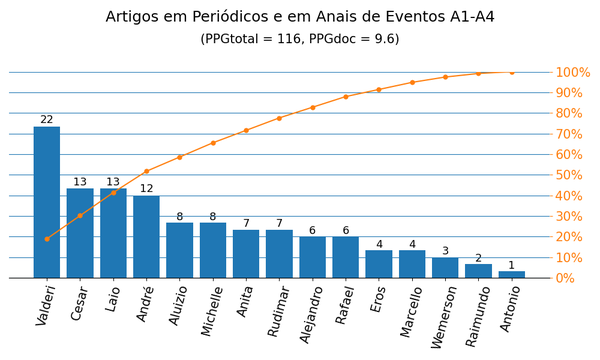 Artigos em Periódicos e em Anais de Eventos A1-A4
(PPGtotal = 116, PPGdoc = 9.6)
100%
90%
80%
70%
60%
50%
40%
30%
20%
10%
0%
22
13
13
12
8
8
7
7
6
6
4
4
3
2
1
Valderi
Cesar
Laio
André
Aluizio
Michelle
Anita
Rudimar
Alejandro
Rafael
Eros
Marcello
Wemerson
Raimundo
Antonio